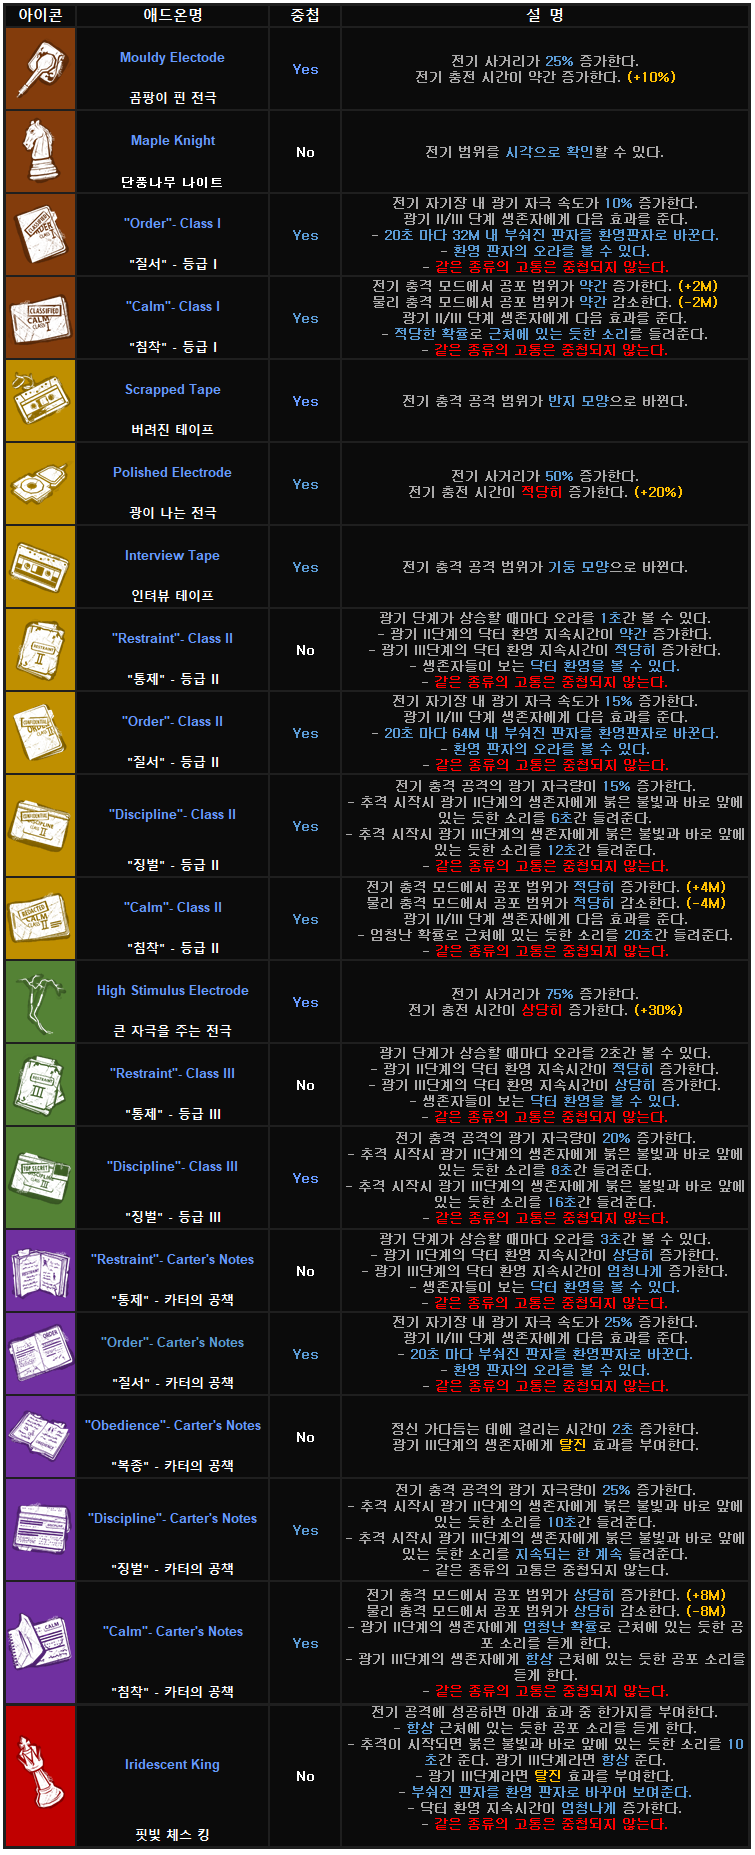 아이콘 애드온명 중첩 설 명
Mouldy Electode
곰팡이 핀 전극
Yes
전기 사거리가 25% 증가한다.
전기 충전 시간이 약간 증가한다. (+10%)
Maple Knight
단풍나무 나이트
No
전기 범위를 시각으로 확인할 수 있다.
"Order"- Class I
"질서" - 등급 I
Yes
전기 자기장 내 광기 자극 속도가 10% 증가한다.
광기 II/III 단계 생존자에게 다음 효과를 준다.
- 20초 마다 32M 내 부숴진 판자를 환영판자로 바꾼다.
- 환영 판자의 오라를 볼 수 있다.
- 같은 종류의 고통은 중첩되지 않는다.
CLASSIFIED
CALM
CLASS I
"Calm"- Class I
"침착" - 등급 I
Yes
전기 충격 모드에서 공포 범위가 약간 증가한다. (+2M)
물리 충격 모드에서 공포 범위가 약간 감소한다. (-2M)
광기 II/III 단계 생존자에게 다음 효과를 준다.
- 적당한 확률로 근처에 있는 듯한 소리를 들려준다.
- 같은 종류의 고통은 중첩되지 않는다.
Scrapped Tape
버려진 테이프
Yes
전기 충격 공격 범위가 반지 모양으로 바뀐다.
Polished Electrode
광이 나는 전극
Yes
전기 사거리가 50% 증가한다.
전기 충전 시간이 적당히 증가한다. (+20%)
Interview Tape
인터뷰 테이프
Yes
전기 충격 공격 범위가 기둥 모양으로 바뀐다.
"Restraint"- Class II
"통제" - 등급 II
No
광기 단계가 상승할 때마다 오라를 1초간 볼 수 있다.
- 광기 II단계의 닥터 환영 지속시간이 약간 증가한다.
- 광기 III단계의 닥터 환영 지속시간이 적당히 증가한다.
- 생존자들이 보는 닥터 환영을 볼 수 있다.
- 같은 종류의 고통은 중첩되지 않는다.
"Order"- Class II
"질서" - 등급 II
Yes
전기 자기장 내 광기 자극 속도가 15% 증가한다.
광기 II/III 단계 생존자에게 다음 효과를 준다.
- 20초 마다 64M 내 부숴진 판자를 환영판자로 바꾼다.
- 환영 판자의 오라를 볼 수 있다.
- 같은 종류의 고통은 중첩되지 않는다.
"Discipline"- Class II
"징벌" - 등급 II
Yes
전기 충격 공격의 광기 자극량이 15% 증가한다.
- 추격 시작시 광기 II단계의 생존자에게 붉은 불빛과 바로 앞에
있는 듯한 소리를 6초간 들려준다.
- 추격 시작시 광기 III단계의 생존자에게 붉은 불빛과 바로 앞에
있는 듯한 소리를 12초간 들려준다.
- 같은 종류의 고통은 중첩되지 않는다.
REDACTED
CALM
CLASS II
"Calm"- Class II
"침착" - 등급 II
Yes
전기 충격 모드에서 공포 범위가 적당히 증가한다. (+4M)
물리 충격 모드에서 공포 범위가 적당히 감소한다. (-4M)
광기 II/III 단계 생존자에게 다음 효과를 준다.
- 엄청난 확률로 근처에 있는 듯한 소리를 20초간 들려준다.
- 같은 종류의 고통은 중첩되지 않는다.
High Stimulus Electrode
큰 자극을 주는 전극
Yes
전기 사거리가 75% 증가한다.
전기 충전 시간이 상당히 증가한다. (+30%)
"Restraint"- Class III
"통제" - 등급 III
No
광기 단계가 상승할 때마다 오라를 2초간 볼 수 있다.
- 광기 II단계의 닥터 환영 지속시간이 적당히 증가한다.
- 광기 III단계의 닥터 환영 지속시간이 상당히 증가한다.
- 생존자들이 보는 닥터 환영을 볼 수 있다.
- 같은 종류의 고통은 중첩되지 않는다.
TOP SECRET
DISCIPLINE
CLASS III
"Discipline"- Class III
"징벌" - 등급 III
Yes
전기 충격 공격의 광기 자극량이 20% 증가한다.
- 추격 시작시 광기 II단계의 생존자에게 붉은 불빛과 바로 앞에
있는 듯한 소리를 8초간 들려준다.
- 추격 시작시 광기 III단계의 생존자에게 붉은 불빛과 바로 앞에
있는 듯한 소리를 16초간 들려준다.
- 같은 종류의 고통은 중첩되지 않는다.
"Restraint"- Carter's Notes
"통제" - 카터의 공책
No
광기 단계가 상승할 때마다 오라를 3초간 볼 수 있다.
- 광기 II단계의 닥터 환영 지속시간이 상당히 증가한다.
- 광기 III단계의 닥터 환영 지속시간이 엄청나게 증가한다.
- 생존자들이 보는 닥터 환영을 볼 수 있다.
- 같은 종류의 고통은 중첩되지 않는다.
ORDER
"Order"- Carter's Notes
"질서" - 카터의 공책
Yes
전기 자기장 내 광기 자극 속도가 25% 증가한다.
광기 II/III 단계 생존자에게 다음 효과를 준다.
- 20초 마다 부숴진 판자를 환영판자로 바꾼다.
- 환영 판자의 오라를 볼 수 있다.
- 같은 종류의 고통은 중첩되지 않는다.
"Obedience"- Carter's Notes
"복종" - 카터의 공책
No
정신 가다듬는 데에 걸리는 시간이 2초 증가한다.
광기 III단계의 생존자에게 탈진 효과를 부여한다.
"Discipline"- Carter's Notes
"징벌" - 카터의 공책
Yes
전기 충격 공격의 광기 자극량이 25% 증가한다.
- 추격 시작시 광기 II단계의 생존자에게 붉은 불빛과 바로 앞에
있는 듯한 소리를 10초간 들려준다.
- 추격 시작시 광기 III단계의 생존자에게 붉은 불빛과 바로 앞에
있는 듯한 소리를 지속되는 한 계속 들려준다.
- 같은 종류의 고통은 중첩되지 않는다.
CALM
"Calm"- Carter's Notes
"침착" - 카터의 공책
Yes
전기 충격 모드에서 공포 범위가 상당히 증가한다. (+8M)
물리 충격 모드에서 공포 범위가 상당히 감소한다. (-8M)
- 광기 II단계의 생존자에게 엄청난 확률로 근처에 있는 듯한 공
포 소리를 듣게 한다.
- 광기 III단계의 생존자에게 항상 근처에 있는 듯한 공포 소리를
듣게 한다.
- 같은 종류의 고통은 중첩되지 않는다.
Iridescent King
핏빛 체스 킹
No
전기 공격에 성공하면 아래 효과 중 한가지를 부여한다.
- 항상 근처에 있는 듯한 공포 소리를 듣게 한다.
- 추격이 시작되면 붉은 불빛과 바로 앞에 있는 듯한 소리를 10
초간 준다. 광기 III단계라면 항상 준다.
- 광기 III단계라면 탈진 효과를 부여한다.
- 부숴진 판자를 환영 판자로 바꾸어 보여준다.
- 닥터 환영 지속시간이 엄청나게 증가한다.
- 같은 종류의 고통은 중첩되지 않는다.